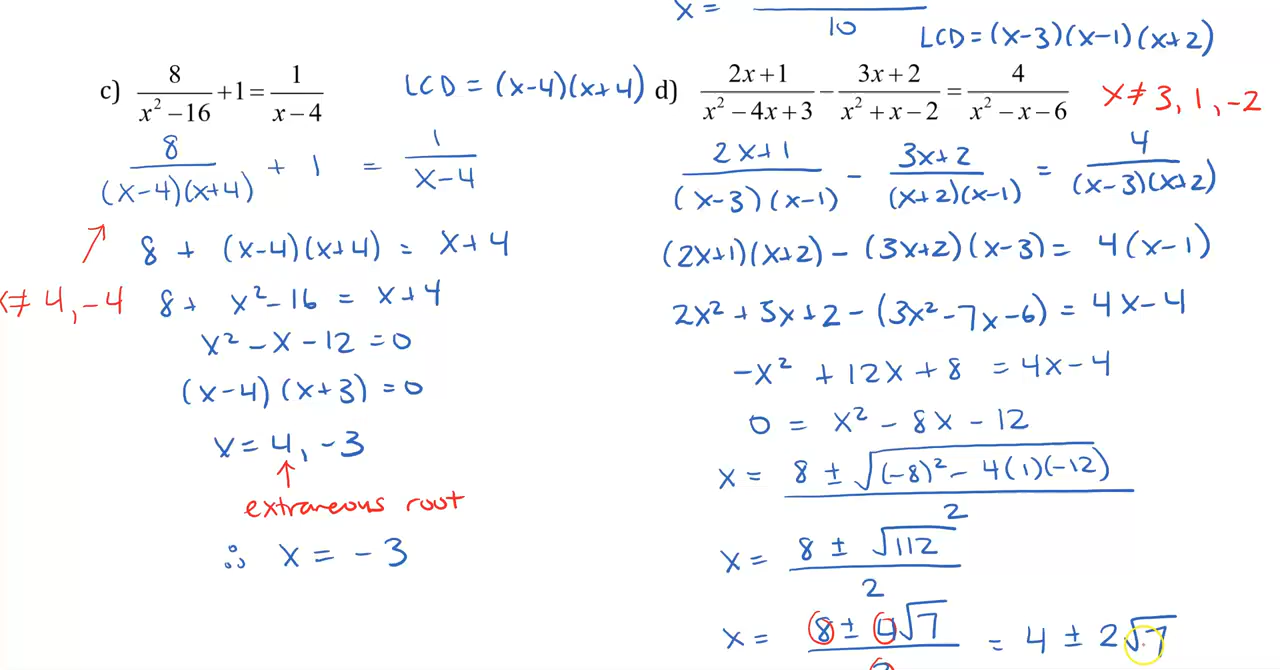 x = 
10
LCD = (x-3)(x-1)(x+2)
c) 8/(x² - 16) + 1 = 1/(x - 4)
LCD = (x-4)(x+4)
8/((x-4)(x+4)) + 1 = 1/(x-4)
8 + (x-4)(x+4) = x+4
≠ 4, -4
8 + x² - 16 = x+4
x² - x - 12 = 0
(x-4)(x+3) = 0
x = 4, -3
↑
extraneous root
∴ x = -3
d) (2x+1)/(x² - 4x + 3) - (3x+2)/(x² + x - 2) = 4/(x² - x - 6)
x ≠ 3, 1, -2
(2x+1)/((x-3)(x-1)) - (3x+2)/((x+2)(x-1)) = 4/((x-3)(x+2))
(2x+1)(x+2) - (3x+2)(x-3) = 4(x-1)
2x² + 5x + 2 - (3x² - 7x - 6) = 4x - 4
-x² + 12x + 8 = 4x - 4
0 = x² - 8x - 12
x = (8 ± √((-8)² - 4(1)(-12)))/2
x = (8 ± √112)/2
x = (8 ± 4√7)/2 = 4 ± 2√7